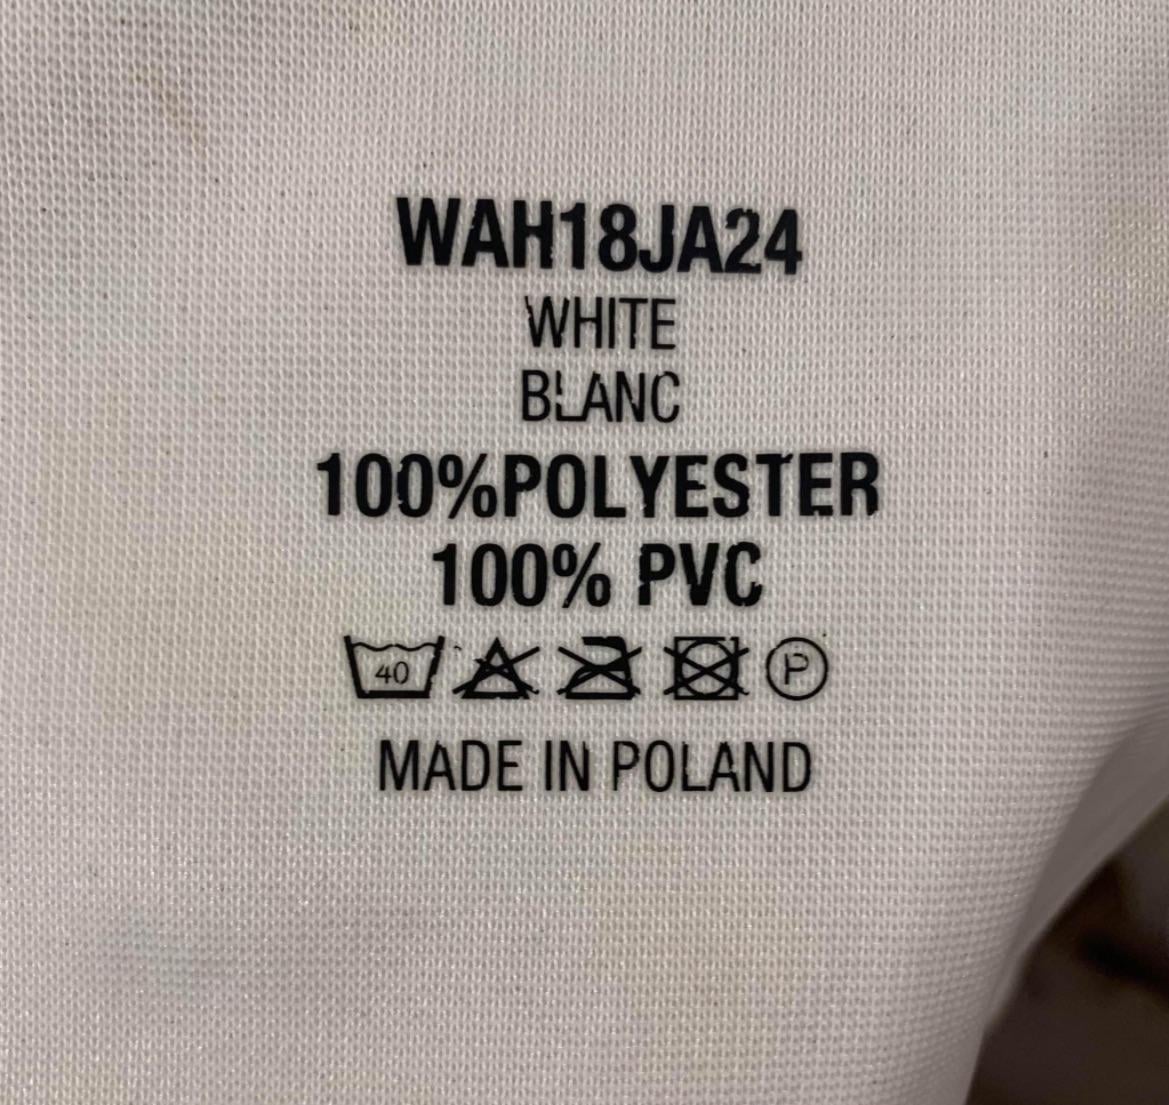 WAH18JA24
WHITE
BLANC
100%POLYESTER
100% PVC
40 P
MADE IN POLAND